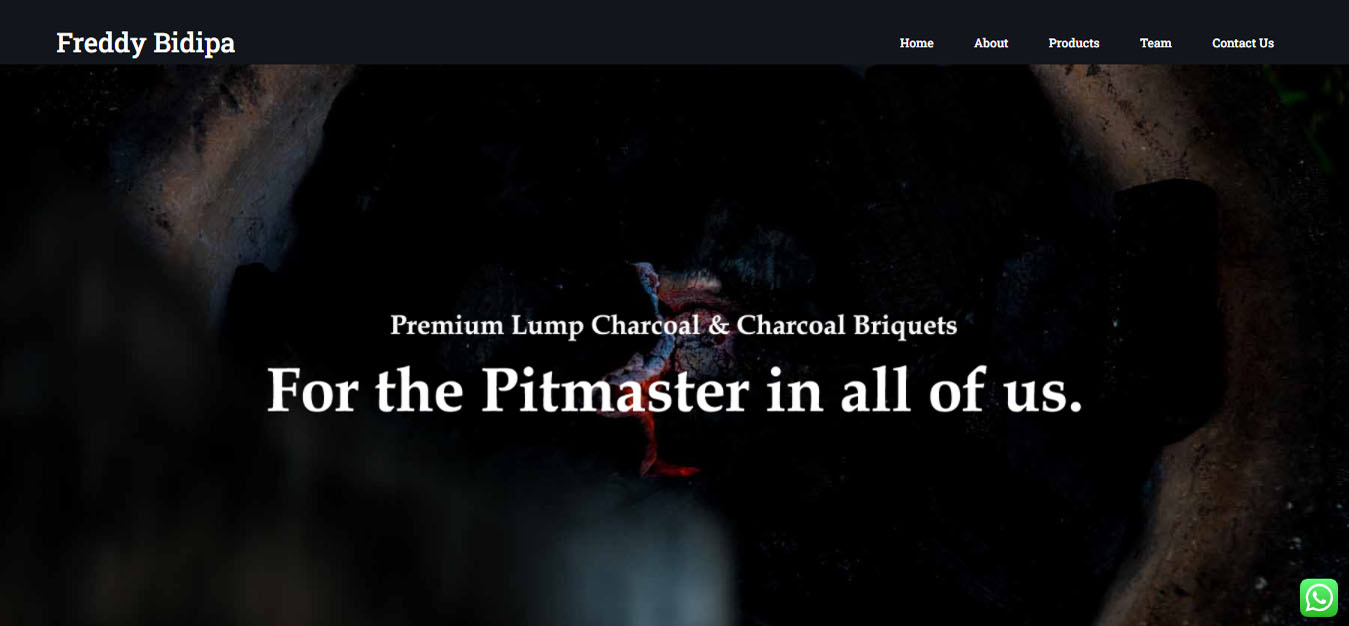 Freddy Bidipa
Home About Products Team Contact Us
Premium Lump Charcoal & Charcoal Briquets
For the Pitmaster in all of us.